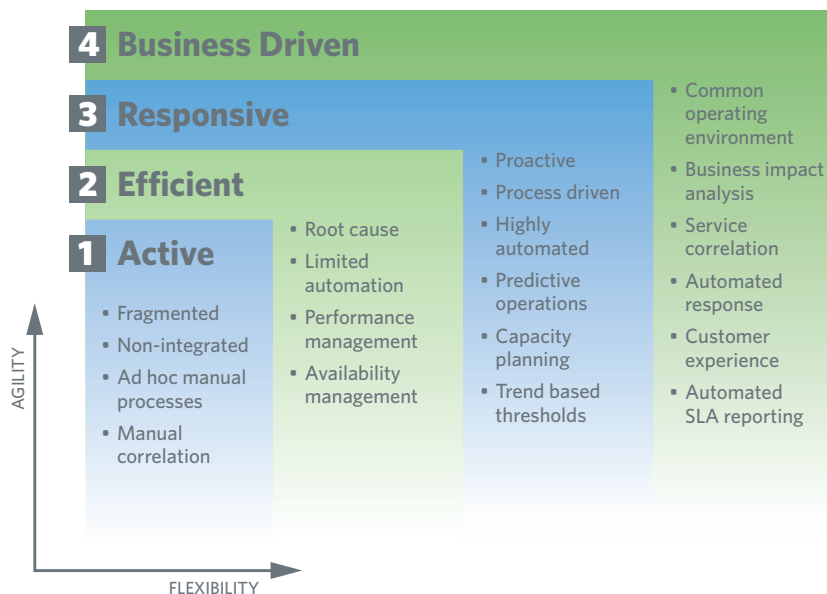 4 Business Driven
3 Responsive
2 Efficient
1 Active
• Fragmented
• Non-integrated
• Ad hoc manual
processes
• Manual
correlation
• Root cause
• Limited
automation
• Performance
management
• Availability
management
• Proactive
• Process driven
• Highly
automated
• Predictive
operations
• Capacity
planning
• Trend based
thresholds
• Common
operating
environment
• Business impact
analysis
• Service
correlation
• Automated
response
• Customer
experience
• Automated
SLA reporting
AGILITY
FLEXIBILITY